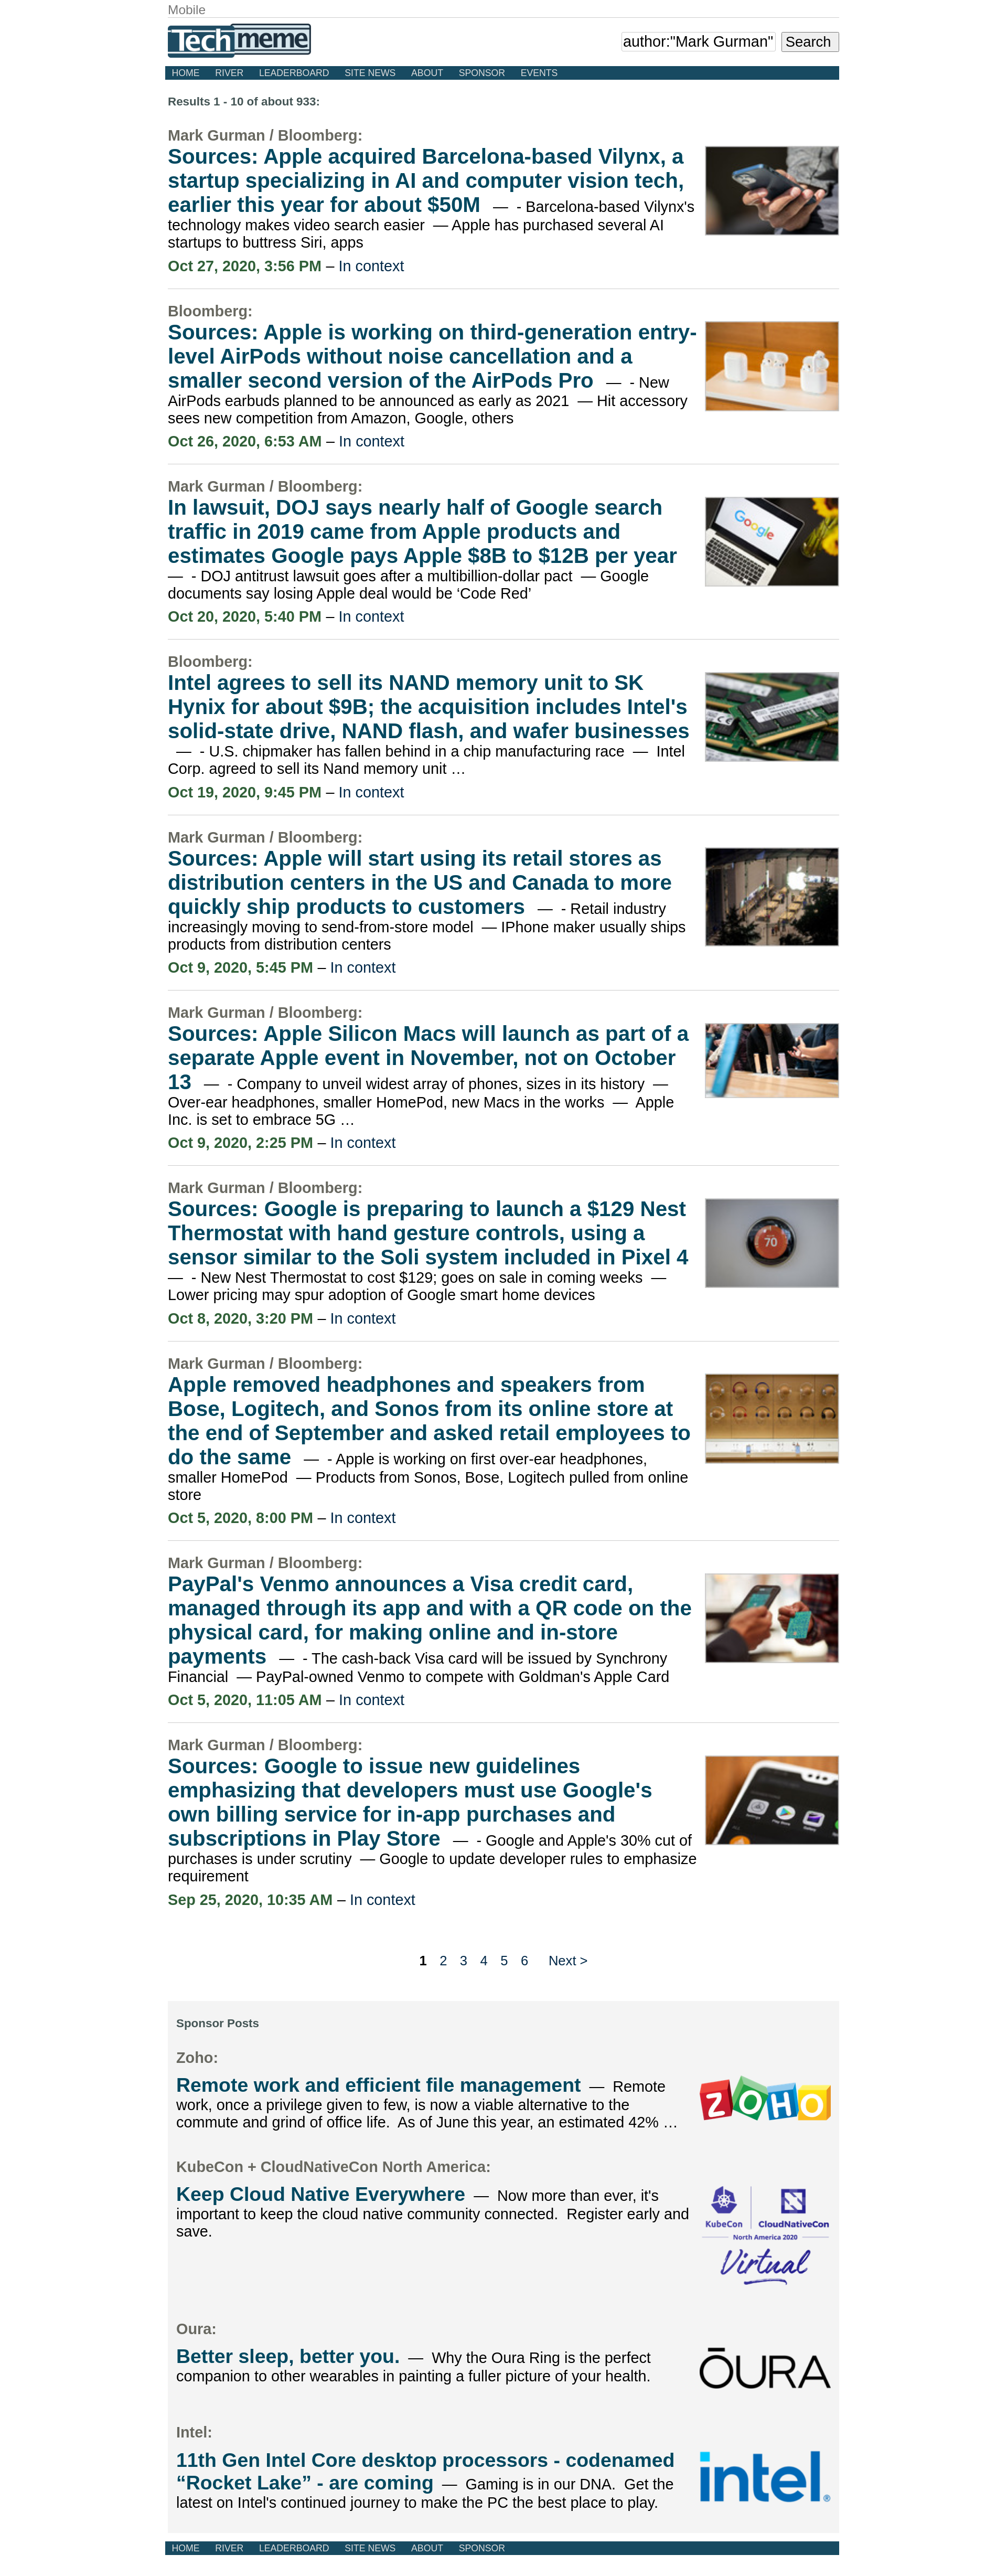 Mobile
Techmeme
author:"Mark Gurman" Search
HOME RIVER LEADERBOARD SITE NEWS ABOUT SPONSOR EVENTS
Results 1 - 10 of about 933:
Mark Gurman / Bloomberg:
Sources: Apple acquired Barcelona-based Vilynx, a
startup specializing in AI and computer vision tech,
earlier this year for about $50M — - Barcelona-based Vilynx's
technology makes video search easier — Apple has purchased several AI
startups to buttress Siri, apps
Oct 27, 2020, 3:56 PM – In context
Bloomberg:
Sources: Apple is working on third-generation entry-
level AirPods without noise cancellation and a
smaller second version of the AirPods Pro — - New
AirPods earbuds planned to be announced as early as 2021 — Hit accessory
sees new competition from Amazon, Google, others
Oct 26, 2020, 6:53 AM – In context
Mark Gurman / Bloomberg:
In lawsuit, DOJ says nearly half of Google search
traffic in 2019 came from Apple products and
estimates Google pays Apple $8B to $12B per year
— - DOJ antitrust lawsuit goes after a multibillion-dollar pact — Google
documents say losing Apple deal would be ‘Code Red’
Google
Oct 20, 2020, 5:40 PM – In context
Bloomberg:
Intel agrees to sell its NAND memory unit to SK
Hynix for about $9B; the acquisition includes Intel's
solid-state drive, NAND flash, and wafer businesses
— - U.S. chipmaker has fallen behind in a chip manufacturing race — Intel
Corp. agreed to sell its Nand memory unit …
Oct 19, 2020, 9:45 PM – In context
Mark Gurman / Bloomberg:
Sources: Apple will start using its retail stores as
distribution centers in the US and Canada to more
quickly ship products to customers — - Retail industry
increasingly moving to send-from-store model — IPhone maker usually ships
products from distribution centers
Oct 9, 2020, 5:45 PM – In context
Mark Gurman / Bloomberg:
Sources: Apple Silicon Macs will launch as part of a
separate Apple event in November, not on October
13 — - Company to unveil widest array of phones, sizes in its history —
Over-ear headphones, smaller HomePod, new Macs in the works — Apple
Inc. is set to embrace 5G …
Oct 9, 2020, 2:25 PM – In context
Mark Gurman / Bloomberg:
Sources: Google is preparing to launch a $129 Nest
Thermostat with hand gesture controls, using a
sensor similar to the Soli system included in Pixel 4
— - New Nest Thermostat to cost $129; goes on sale in coming weeks —
Lower pricing may spur adoption of Google smart home devices
70
Oct 8, 2020, 3:20 PM – In context
Mark Gurman / Bloomberg:
Apple removed headphones and speakers from
Bose, Logitech, and Sonos from its online store at
the end of September and asked retail employees to
do the same — - Apple is working on first over-ear headphones,
smaller HomePod — Products from Sonos, Bose, Logitech pulled from online
store
Oct 5, 2020, 8:00 PM – In context
Mark Gurman / Bloomberg:
PayPal's Venmo announces a Visa credit card,
managed through its app and with a QR code on the
physical card, for making online and in-store
payments — - The cash-back Visa card will be issued by Synchrony
Financial — PayPal-owned Venmo to compete with Goldman's Apple Card
Oct 5, 2020, 11:05 AM – In context
Mark Gurman / Bloomberg:
Sources: Google to issue new guidelines
emphasizing that developers must use Google's
own billing service for in-app purchases and
subscriptions in Play Store — - Google and Apple's 30% cut of
purchases is under scrutiny — Google to update developer rules to emphasize
requirement
Sep 25, 2020, 10:35 AM – In context
1 2 3 4 5 6 Next >
Sponsor Posts
Zoho:
Remote work and efficient file management — Remote
work, once a privilege given to few, is now a viable alternative to the
commute and grind of office life. As of June this year, an estimated 42% …
ZOHO
KubeCon + CloudNativeCon North America:
Keep Cloud Native Everywhere — Now more than ever, it's
important to keep the cloud native community connected. Register early and
save.
KubeCon CloudNativeCon
North America 2020
Virtual
Oura:
Better sleep, better you. — Why the Oura Ring is the perfect
companion to other wearables in painting a fuller picture of your health.
ŌURA
Intel:
11th Gen Intel Core desktop processors - codenamed
“Rocket Lake” - are coming — Gaming is in our DNA. Get the
latest on Intel's continued journey to make the PC the best place to play.
intel®
HOME RIVER LEADERBOARD SITE NEWS ABOUT SPONSOR